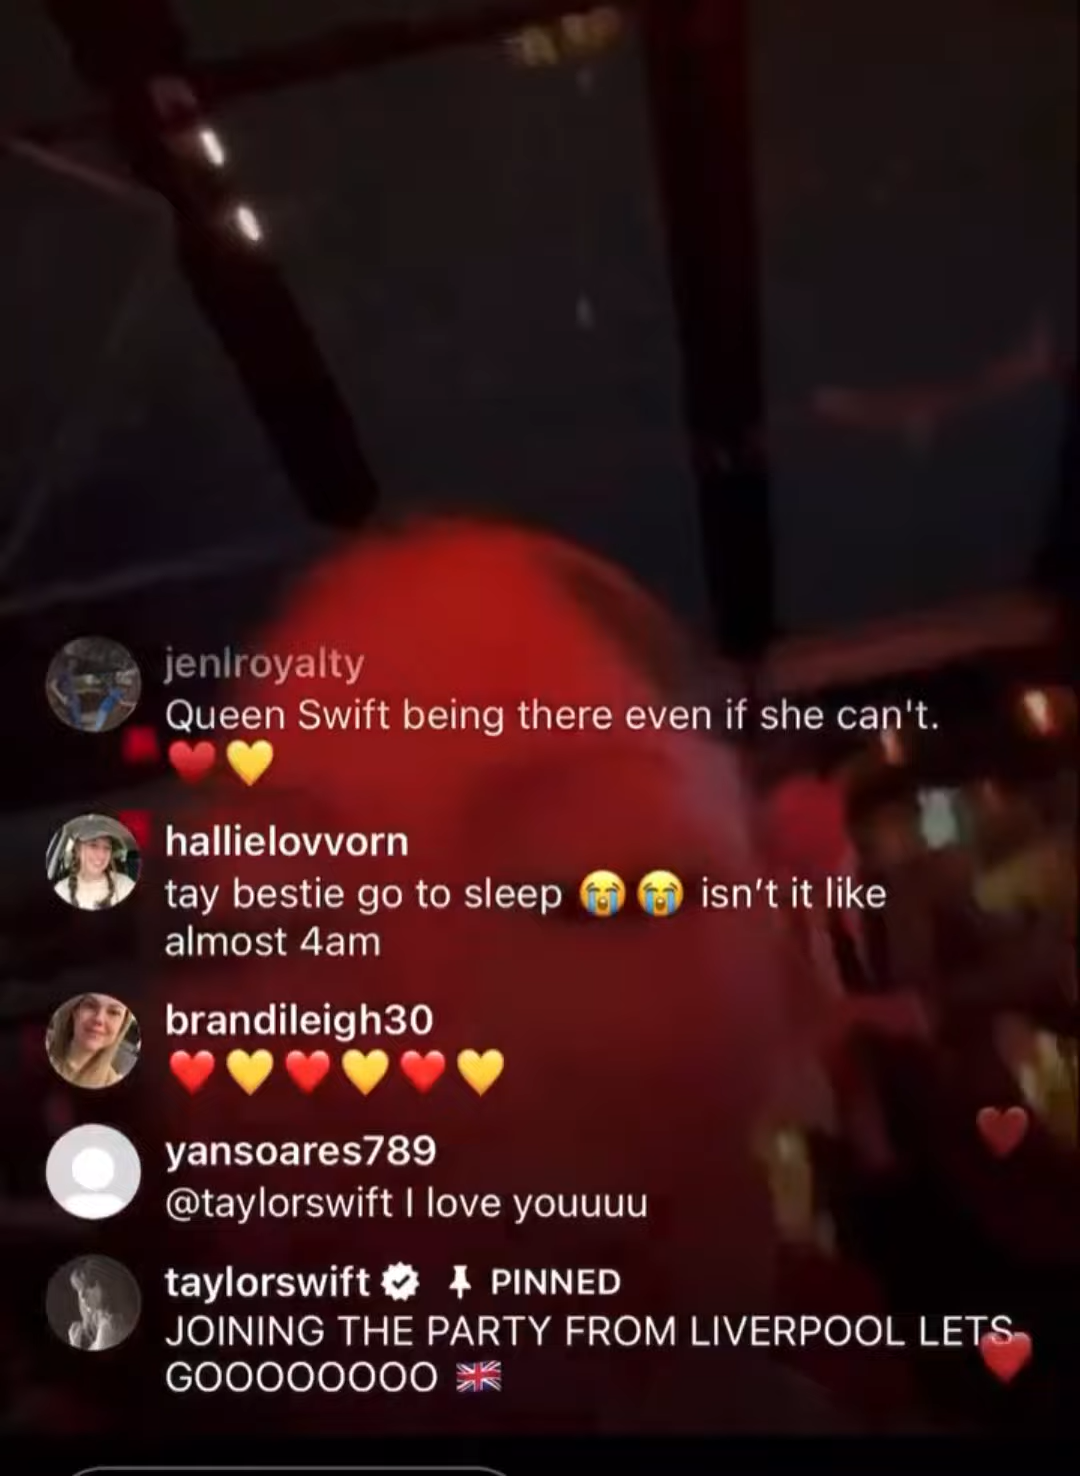 jenlroyalty
Queen Swift being there even if she can't.
❤️💛
hallielovvorn
tay bestie go to sleep 😭😭 isn't it like
almost 4am
brandileigh30
❤️💛❤️💛❤️💛
yansoares789
@taylorswift I love youuuu
taylorswift PINNED
JOINING THE PARTY FROM LIVERPOOL LETS
GOOOOOOOOO 🇬🇧